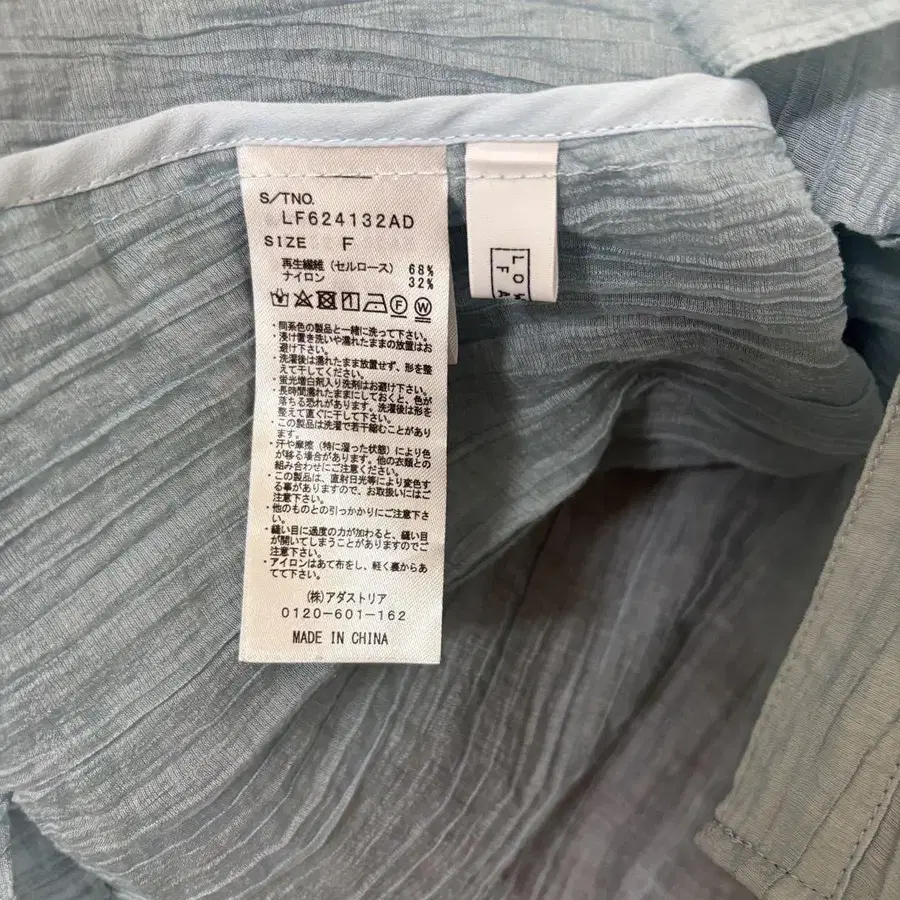 S/TNO.
LF624132AD
SIZE F
再生繊維（セルロース） 68%
ナイロン 32%
・同系色の製品と一緒に洗って下さい。
・浸け置き洗いや濡れたままの放置はお
避け下さい。
・洗濯後は濡れたまま放置せず、形を整
えて干してください。
・蛍光増白剤入り洗剤はお避け下さい。
・長時間濡れたままにしておくと、色が
落ちる恐れがあります。洗濯後は形を
整えて直ぐに干して下さい。
・この製品は洗濯で若干縮むことがあり
ます。
・汗や摩擦（特に湿った状態）により色
が移る場合があります。他の衣類との
組み合わせにご注意ください。
・この製品は、直射日光等により変色す
る事がありますので、お取扱いにはご
注意下さい。
・他のものとの引っかかりにご注意下さ
い。
・縫い目に過度の力が加わると、縫い目
が開いてしまうことがありますのでご
注意下さい。
・アイロンはあて布をし、軽く裏からあ
てて下さい。
(株)アダストリア
0120-601-162
MADE IN CHINA
LOW
FA